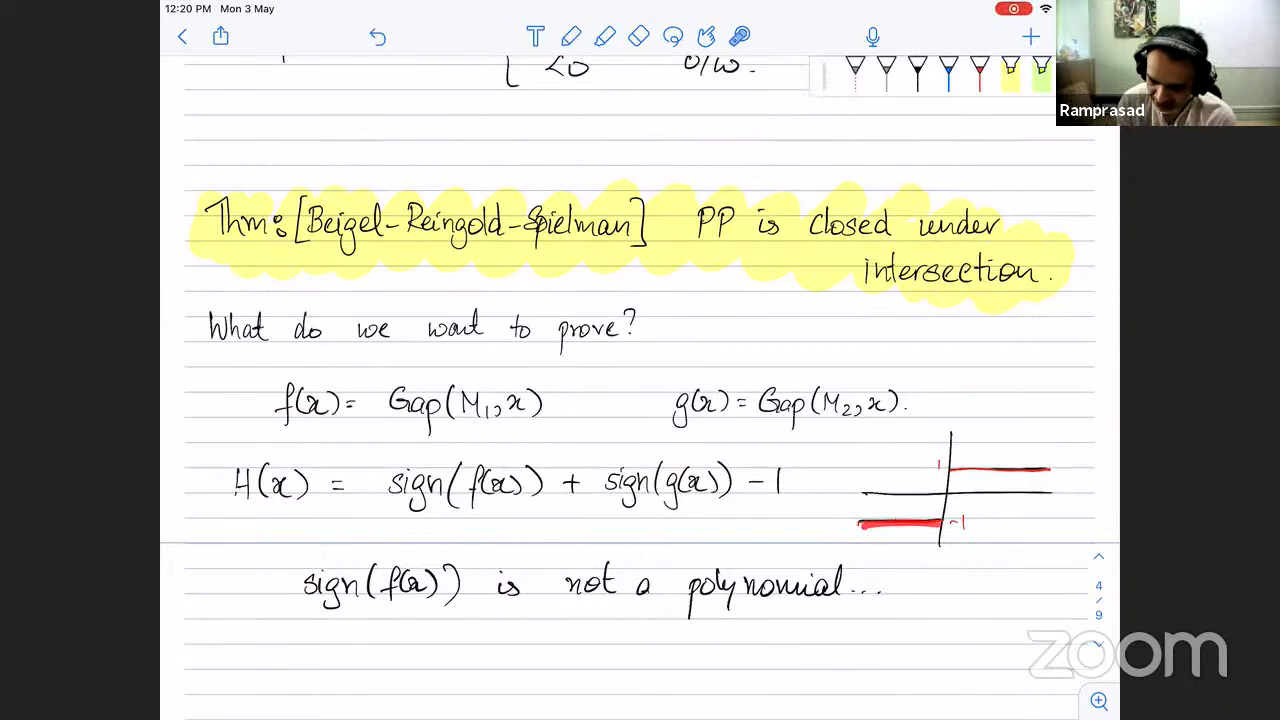 12:20 PM Mon 3 May
<0 o/w.
Ramprasad
Thm: [Beigel-Reingold-Spielman] PP is closed under
intersection.
What do we want to prove?
f(x) = Gap(M1, x) g(x) = Gap(M2, x).
H(x) = sign(f(x)) + sign(g(x)) - 1
1
-1
sign(f(x)) is not a polynomial...
4
/
9
zoom